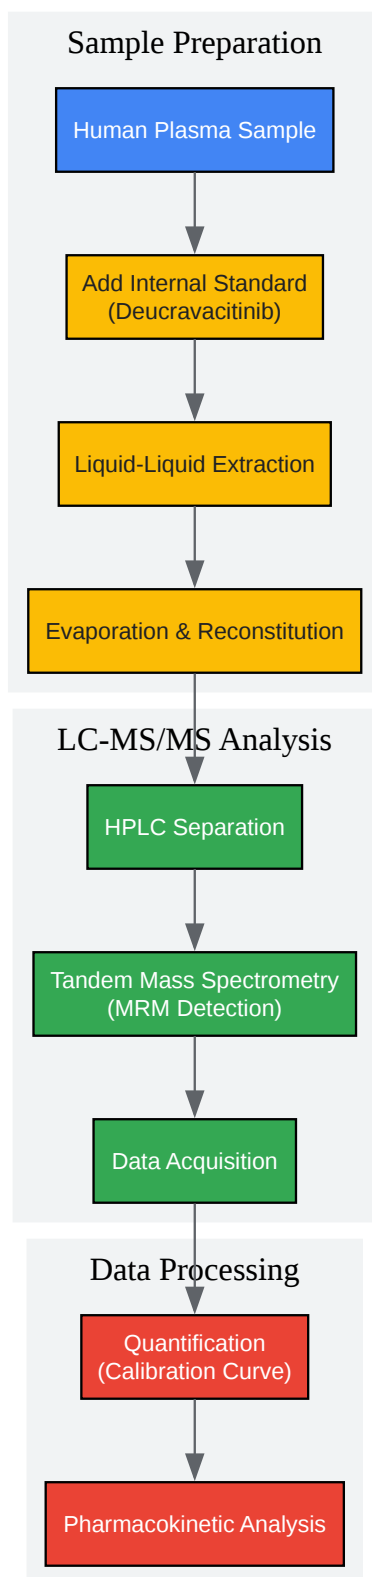 Sample Preparation
Human Plasma Sample
Add Internal Standard
(Deucravacitinib)
Liquid-Liquid Extraction
Evaporation & Reconstitution
LC-MS/MS Analysis
HPLC Separation
Tandem Mass Spectrometry
(MRM Detection)
Data Acquisition
Data Processing
Quantification
(Calibration Curve)
Pharmacokinetic Analysis